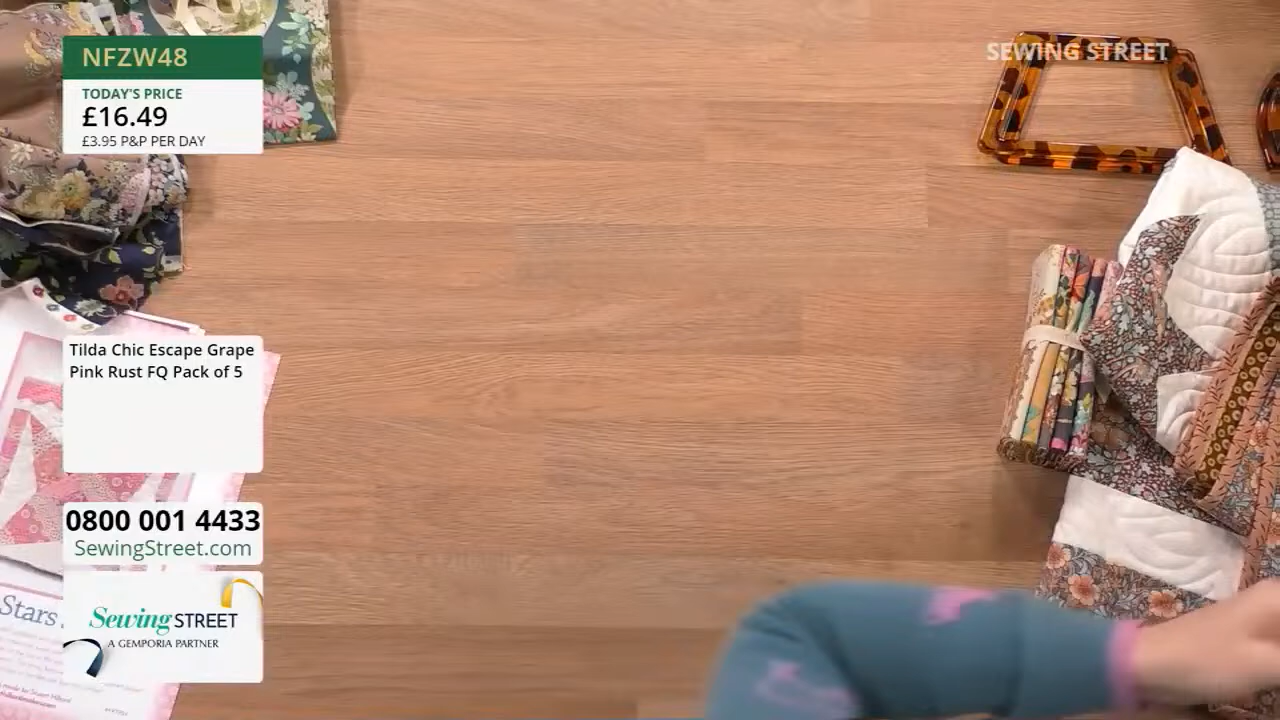 NFZW48
TODAY'S PRICE
£16.49
£3.95 P&P PER DAY
SEWING STREET
Tilda Chic Escape Grape
Pink Rust FQ Pack of 5
0800 001 4433
SewingStreet.com
Sewing STREET
A GEMPORIA PARTNER
Stars